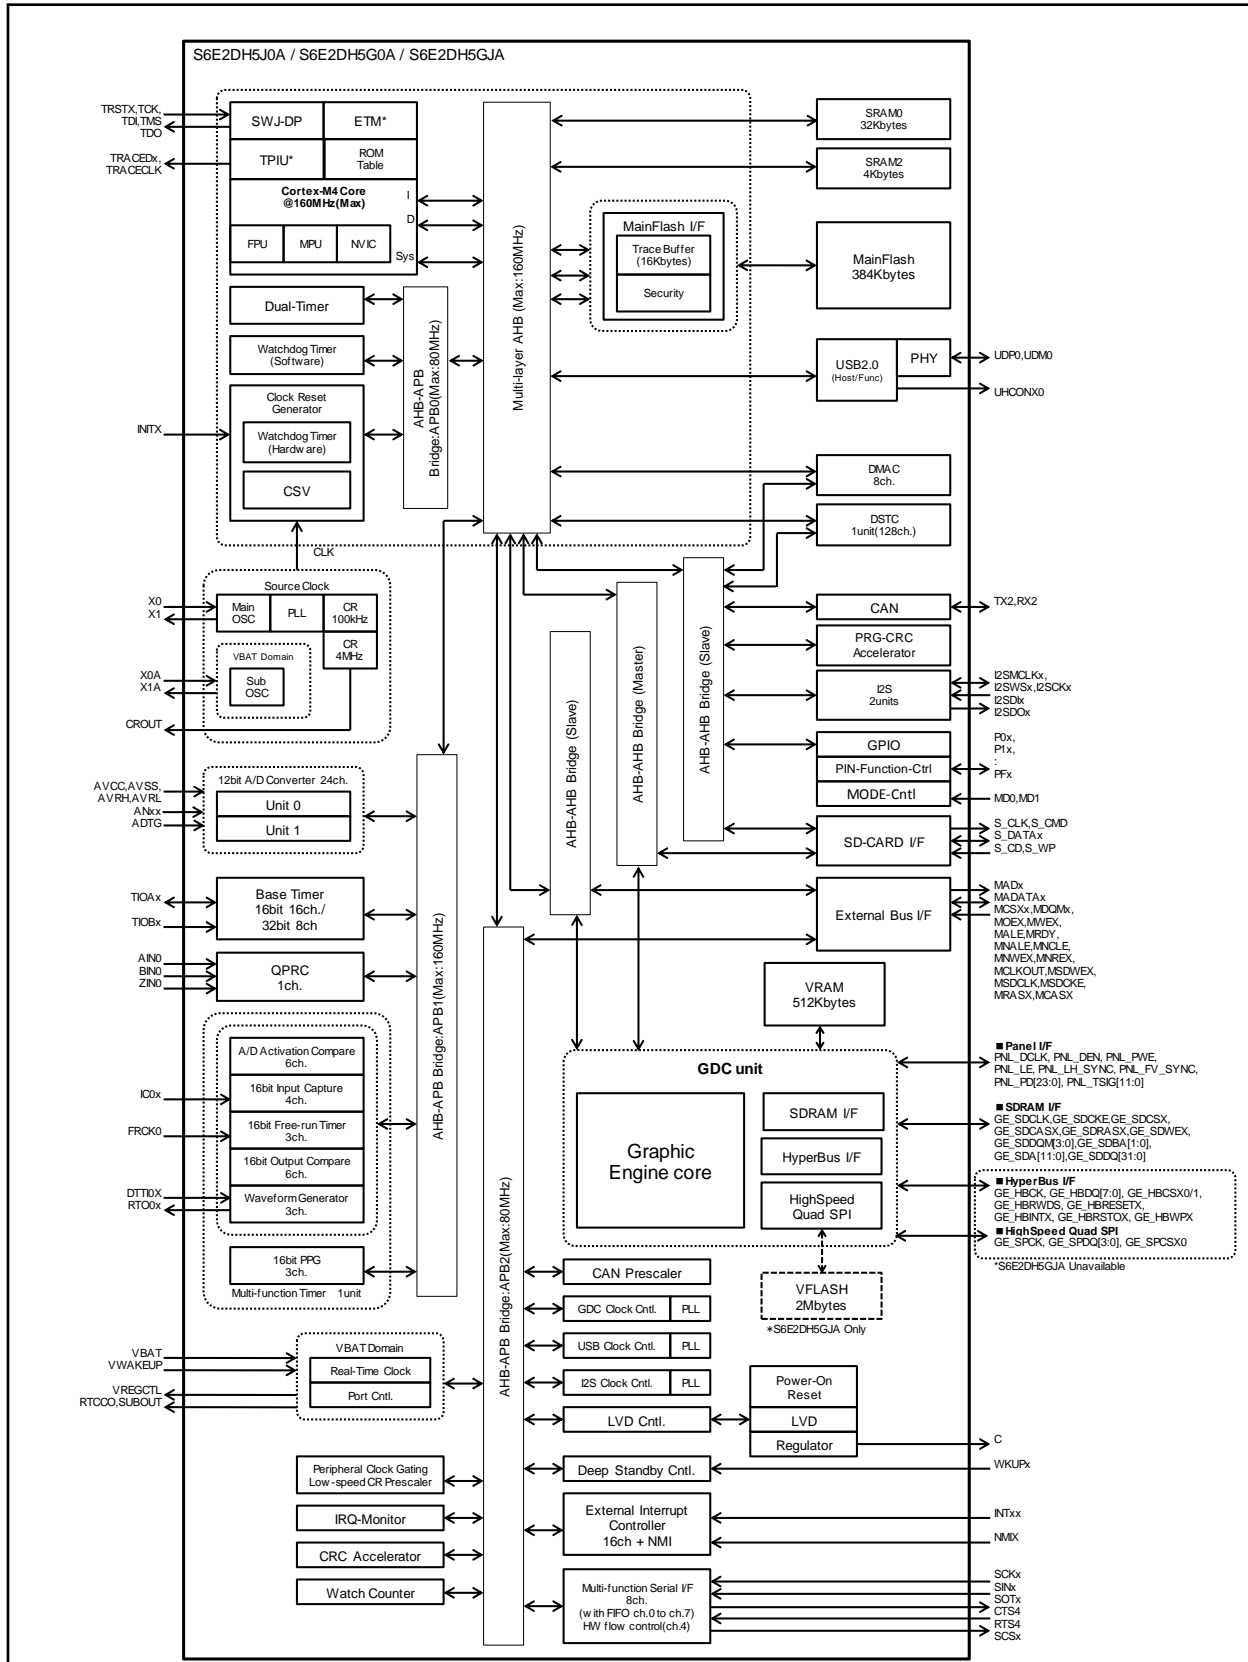 S6E2DH5J0A / S6E2DH5G0A / S6E2DH5GJA
TRSTX,TCK,
TDI,TMS
TDO
TRACEDx,
TRACECLK
SWJ-DP
ETM*
TPIU*
ROM
Table
Cortex-M4 Core
@160MHz(Max)
I
D
Sys
FPU
MPU
NVIC
Dual-Timer
Watchdog Timer
(Software)
Clock Reset
Generator
Watchdog Timer
(Hardware)
CSV
INITX
CLK
AHB-APB
Bridge:APB0(Max:80MHz)
Multi-layer AHB (Max:160MHz)
MainFlash I/F
Trace Buffer
(16Kbytes)
Security
SRAM0
32Kbytes
SRAM2
4Kbytes
MainFlash
384Kbytes
USB2.0
(Host/Func)
PHY
UDP0,UDM0
UHCONX0
DMAC
8ch.
DSTC
1unit(128ch.)
Source Clock
Main
OSC
PLL
CR
100kHz
CR
4MHz
VBAT Domain
Sub
OSC
X0
X1
X0A
X1A
CROUT
AHB-AHB Bridge (Slave)
AHB-AHB Bridge (Master)
AHB-AHB Bridge (Slave)
CAN
TX2,RX2
PRG-CRC
Accelerator
I2S
2units
I2SMCLKx,
I2SWSx,I2SCKx
I2SDIx
I2SDOx
GPIO
PIN-Function-Ctrl
MODE-Cntl
P0x,
P1x,
:
PFx
MD0,MD1
SD-CARD I/F
S_CLK,S_CMD
S_DATAx
S_CD,S_WP
External Bus I/F
MADx
MADATAx
MCSXx,MDQMx,
MOEX,MWEX,
MALE,MRDY,
MNALE,MNCLE,
MNWEX,MNREX,
MCLKOUT,MSDWEX,
MSDCLK,MSDCKE,
MRASX,MCASX
12bit A/D Converter 24ch.
Unit 0
Unit 1
AVCC,AVSS,
AVRH,AVRL
ANxx
ADTG
Base Timer
16bit 16ch./
32bit 8ch
TIOAx
TIOBx
QPRC
1ch.
AIN0
BIN0
ZIN0
A/D Activation Compare
6ch.
16bit Input Capture
4ch.
16bit Free-run Timer
3ch.
16bit Output Compare
6ch.
Waveform Generator
3ch.
16bit PPG
3ch.
Multi-function Timer 1unit
IC0x
FRCK0
DTTI0X
RTO0x
AHB-APB Bridge:APB1(Max:160MHz)
AHB-APB Bridge:APB2(Max:80MHz)
VRAM
512Kbytes
GDC unit
Graphic
Engine core
SDRAM I/F
HyperBus I/F
HighSpeed
Quad SPI
VFLASH
2Mbytes
*S6E2DH5GJA Only
■ Panel I/F
PNL_DCLK, PNL_DEN, PNL_PWE,
PNL_LE, PNL_LH_SYNC, PNL_FV_SYNC,
PNL_PD[23:0], PNL_TSIG[11:0]
■ SDRAM I/F
GE_SDCLK,GE_SDCKE,GE_SDCSX,
GE_SDCASX,GE_SDRASX,GE_SDWEX,
GE_SDDQM[3:0],GE_SDBA[1:0],
GE_SDA[11:0],GE_SDDQ[31:0]
■ HyperBus I/F
GE_HBCK, GE_HBDQ[7:0], GE_HBCSX0/1,
GE_HBRWDS, GE_HBRESETX,
GE_HBINTX, GE_HBRSTOX, GE_HBWPX
■ HighSpeed Quad SPI
GE_SPCK, GE_SPDQ[3:0], GE_SPCSX0
*S6E2DH5GJA Unavailable
CAN Prescaler
GDC Clock Cntl.
PLL
USB Clock Cntl.
PLL
I2S Clock Cntl.
PLL
LVD Cntl.
Power-On
Reset
LVD
Regulator
C
Deep Standby Cntl.
WKUPx
External Interrupt
Controller
16ch + NMI
INTxx
NMIX
Multi-function Serial I/F
8ch.
(with FIFO ch.0 to ch.7)
HW flow control(ch.4)
SCKx
SINx
SOTx
CTS4
RTS4
SCSx
VBAT Domain
Real-Time Clock
Port Cntl.
VBAT
VWAKEUP
VREGCTL
RTCCO,SUBOUT
Peripheral Clock Gating
Low-speed CR Prescaler
IRQ-Monitor
CRC Accelerator
Watch Counter